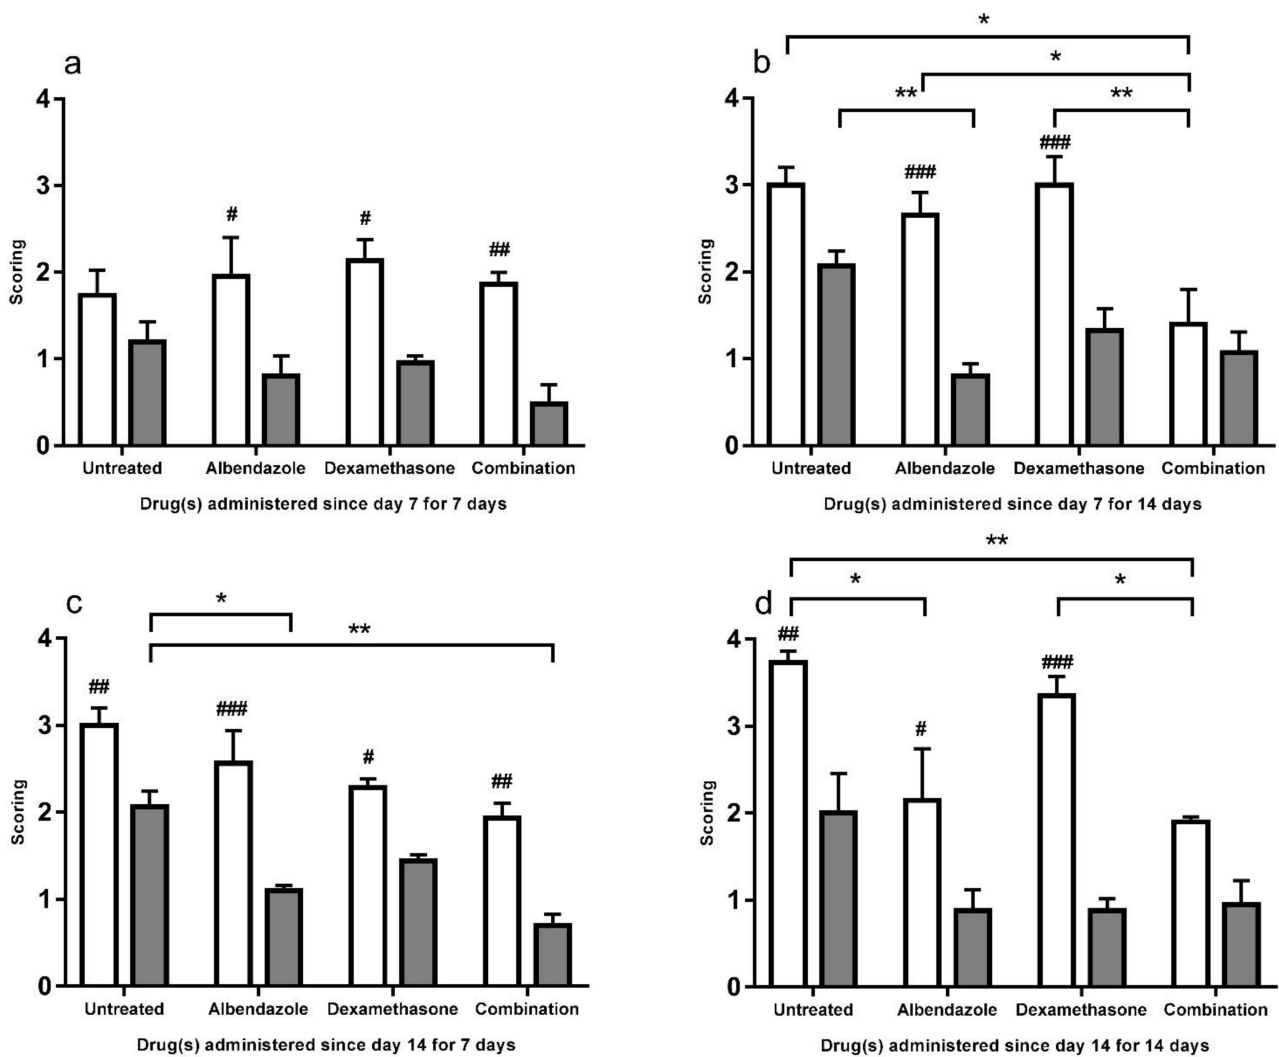 a
4
3
2
1
0
Scoring
#
#
##
Untreated
Albendazole
Dexamethasone
Combination
Drug(s) administered since day 7 for 7 days
b
*
*
**
**
4
3
2
1
0
Scoring
###
###
Untreated
Albendazole
Dexamethasone
Combination
Drug(s) administered since day 7 for 14 days
c
*
**
4
3
2
1
0
Scoring
##
###
#
##
Untreated
Albendazole
Dexamethasone
Combination
Drug(s) administered since day 14 for 7 days
d
**
*
*
4
3
2
1
0
Scoring
##
#
###
Untreated
Albendazole
Dexamethasone
Combination
Drug(s) administered since day 14 for 14 days